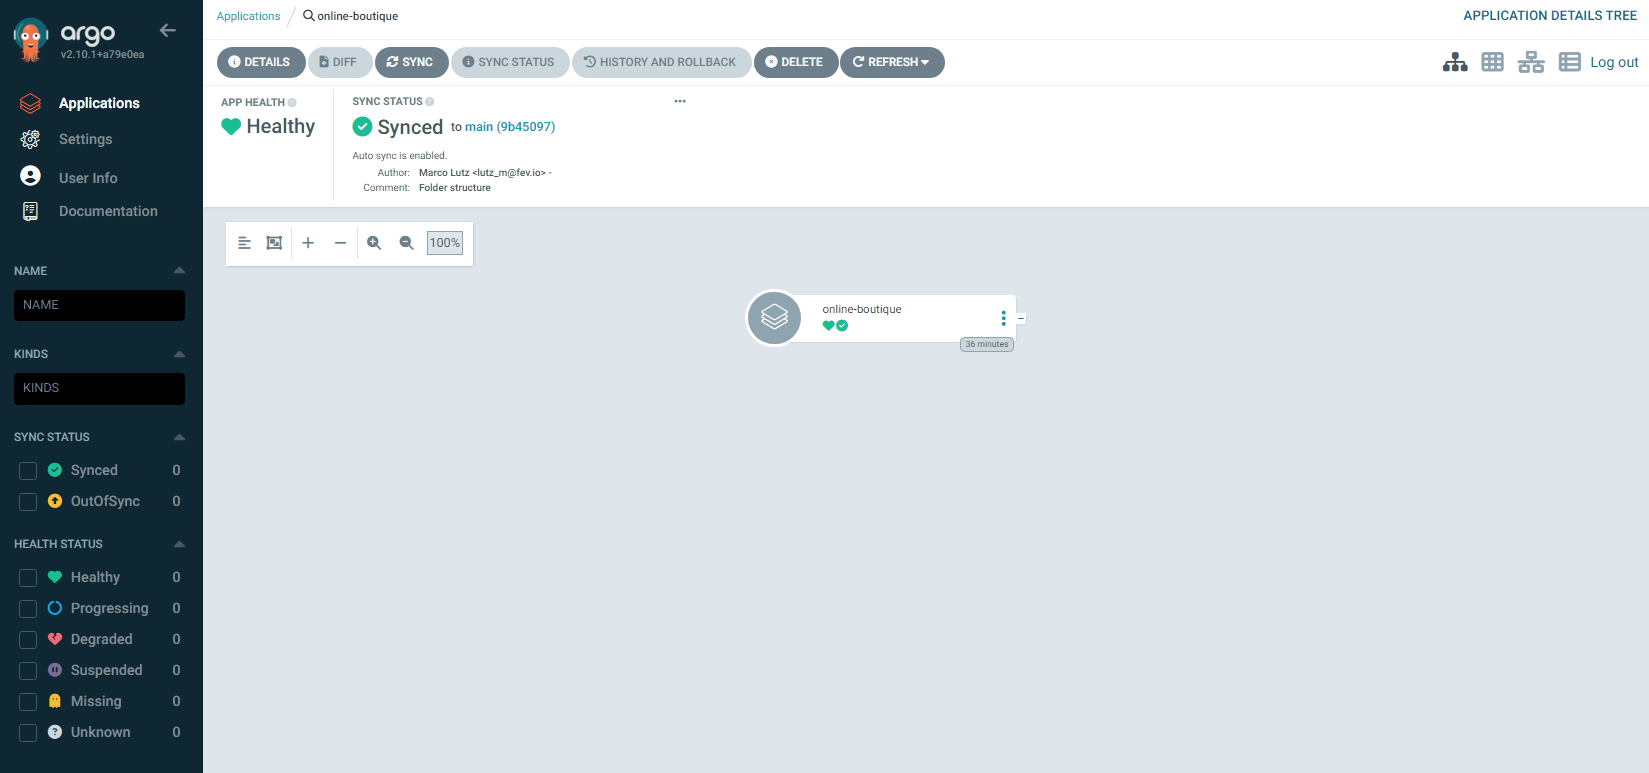 argo
v2.10.1+a79e0ea
Applications
Settings
User Info
Documentation
NAME
NAME
KINDS
KINDS
SYNC STATUS
Synced 0
OutOfSync 0
HEALTH STATUS
Healthy 0
Progressing 0
Degraded 0
Suspended 0
Missing 0
Unknown 0
Applications / online-boutique
APPLICATION DETAILS TREE
DETAILS DIFF SYNC SYNC STATUS HISTORY AND ROLLBACK DELETE REFRESH
Log out
APP HEALTH
Healthy
SYNC STATUS
Synced to main (9b45097)
Auto sync is enabled.
Author: Marco Lutz <lutz_m@fev.io> -
Comment: Folder structure
100%
online-boutique
36 minutes